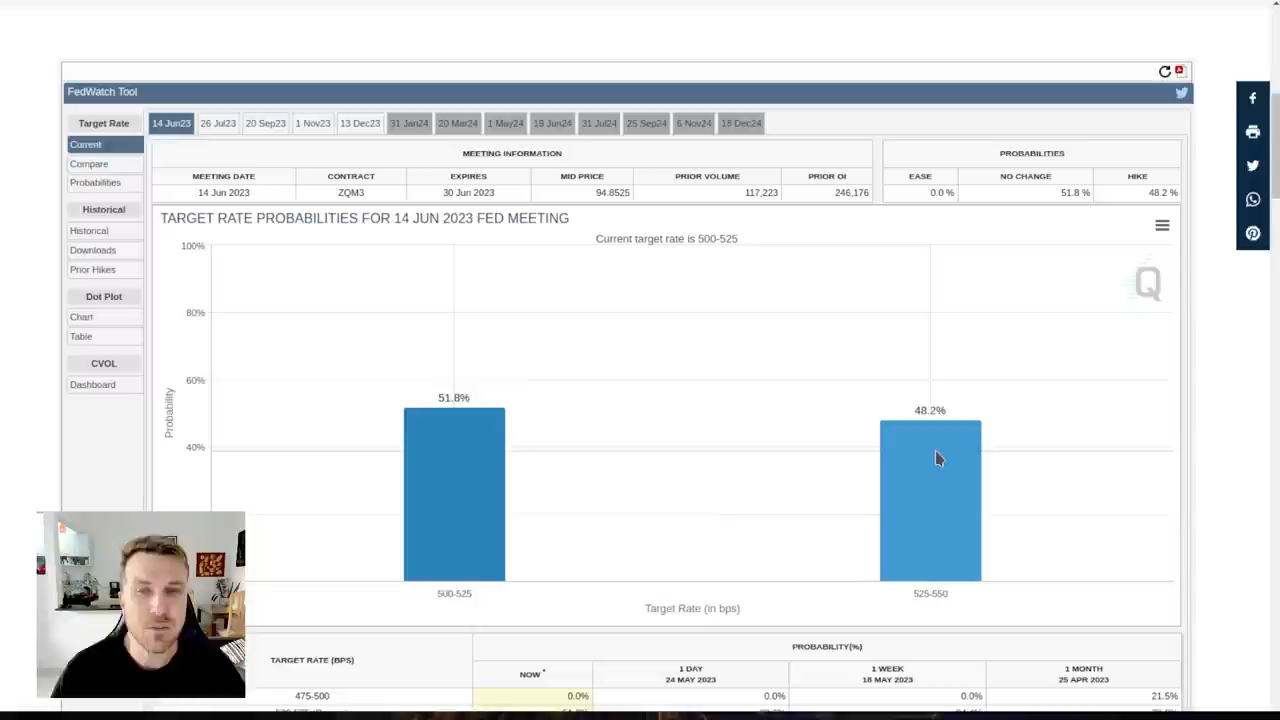 FedWatch Tool
Target Rate
Current
Compare
Probabilities
Historical
Historical
Downloads
Prior Hikes
Dot Plot
Chart
Table
CVOL
Dashboard
14 Jun23 26 Jul23 20 Sep23 1 Nov23 13 Dec23 31 Jan24 20 Mar24 1 May24 19 Jun24 31 Jul24 25 Sep24 6 Nov24 18 Dec24
MEETING INFORMATION PROBABILITIES
MEETING DATE CONTRACT EXPIRES MID PRICE PRIOR VOLUME PRIOR OI EASE NO CHANGE HIKE
14 Jun 2023 ZQM3 30 Jun 2023 94.8525 117,223 246,176 0.0 % 51.8 % 48.2 %
TARGET RATE PROBABILITIES FOR 14 JUN 2023 FED MEETING
Current target rate is 500-525
Q
100%
80%
60%
40%
Probability
51.8% 48.2%
500-525 525-550
Target Rate (in bps)
TARGET RATE (BPS) PROBABILITY(%)
NOW * 1 DAY 1 WEEK 1 MONTH
24 MAY 2023 18 MAY 2023 25 APR 2023
475-500 0.0% 0.0% 0.0% 21.5%